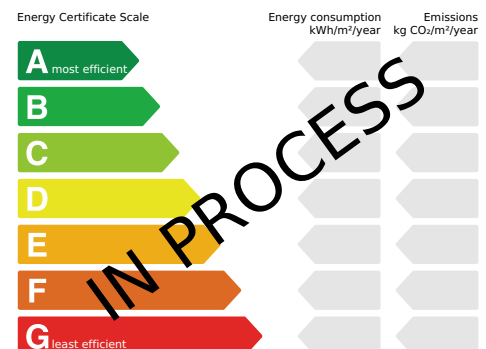 Energy Certificate Scale
Energy consumption
kWh/m²/year
Emissions
kg CO₂/m²/year
A most efficient
B
C
D
E
F
G least efficient
IN PROCESS